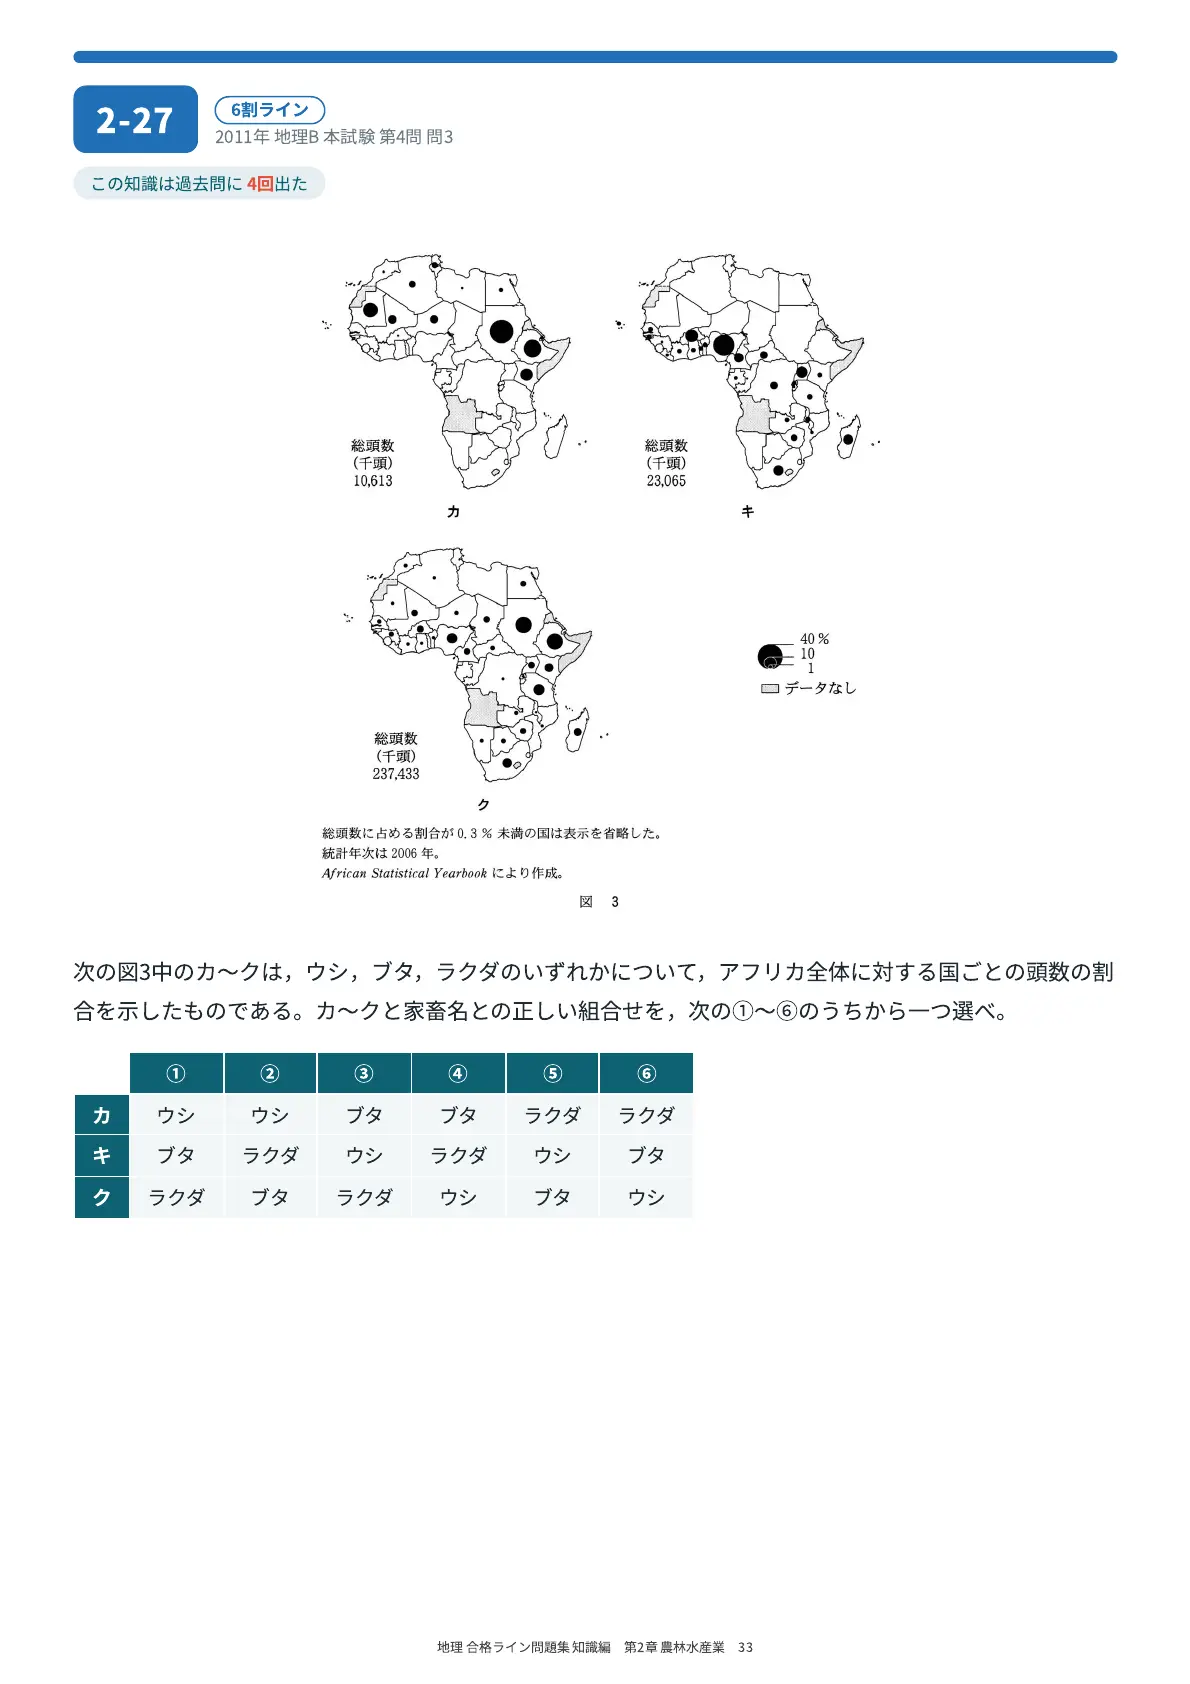 2-27
6割ライン
2011年 地理B 本試験 第4問 問3
この知識は過去問に 4回出た
総頭数
(千頭)
10,613
カ
総頭数
(千頭)
23,065
キ
総頭数
(千頭)
237,433
ク
40 %
10
1
データなし
総頭数に占める割合が 0.3 % 未満の国は表示を省略した。
統計年次は 2006 年。
African Statistical Yearbook により作成。
図 3
次の図3中のカ～クは，ウシ，ブタ，ラクダのいずれかについて，アフリカ全体に対する国ごとの頭数の割
合を示したものである。カ～クと家畜名との正しい組合せを，次の①～⑥のうちから一つ選べ。
① ② ③ ④ ⑤ ⑥
カ ウシ ウシ ブタ ブタ ラクダ ラクダ
キ ブタ ラクダ ウシ ラクダ ウシ ブタ
ク ラクダ ブタ ラクダ ウシ ブタ ウシ
地理 合格ライン問題集 知識編 第2章 農林水産業 33